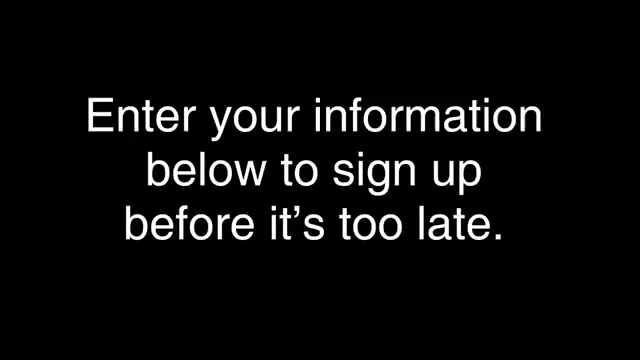 Enter your information
below to sign up
before it’s too late.